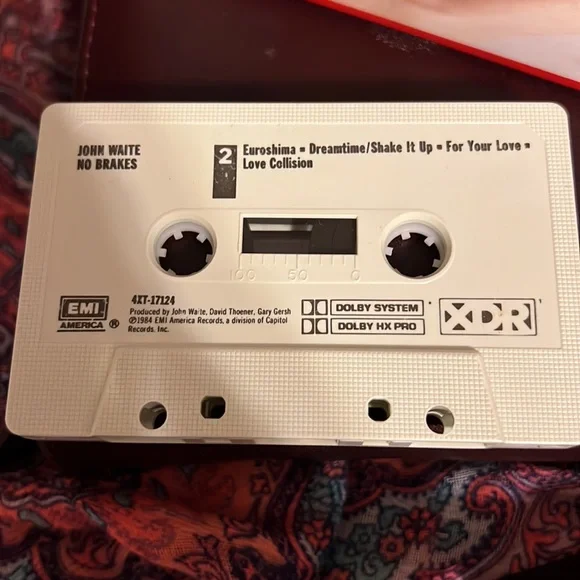 JOHN WAITE
NO BRAKES
2
Euroshima ▪ Dreamtime/Shake It Up ▪ For Your Love ▪
Love Collision
100 50 0
EMI
AMERICA ®
4XT-17124
Produced by John Waite, David Thoener, Gary Gersh
℗1984 EMI America Records, a division of Capitol
Records, Inc.
DOLBY SYSTEM
DOLBY HX PRO
XDR